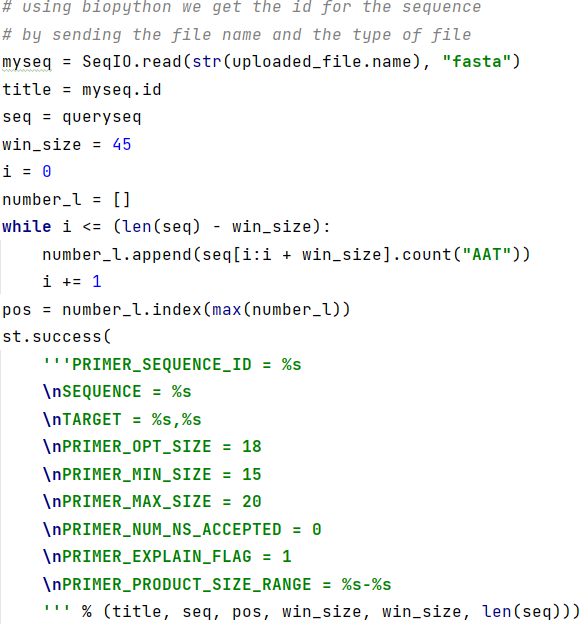 # using biopython we get the id for the sequence
# by sending the file name and the type of file
myseq = SeqIO.read(str(uploaded_file.name), "fasta")
title = myseq.id
seq = queryseq
win_size = 45
i = 0
number_l = []
while i <= (len(seq) - win_size):
    number_l.append(seq[i:i + win_size].count("AAT"))
    i += 1
pos = number_l.index(max(number_l))
st.success(
    '''PRIMER_SEQUENCE_ID = %s
    \nSEQUENCE = %s
    \nTARGET = %s,%s
    \nPRIMER_OPT_SIZE = 18
    \nPRIMER_MIN_SIZE = 15
    \nPRIMER_MAX_SIZE = 20
    \nPRIMER_NUM_NS_ACCEPTED = 0
    \nPRIMER_EXPLAIN_FLAG = 1
    \nPRIMER_PRODUCT_SIZE_RANGE = %s-%s
    ''' % (title, seq, pos, win_size, win_size, len(seq)))